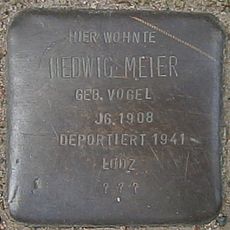 HIER WOHNTE
HEDWIG MEIER
GEB. VOGEL
JG. 1908
DEPORTIERT 1941
LODZ
? ? ?